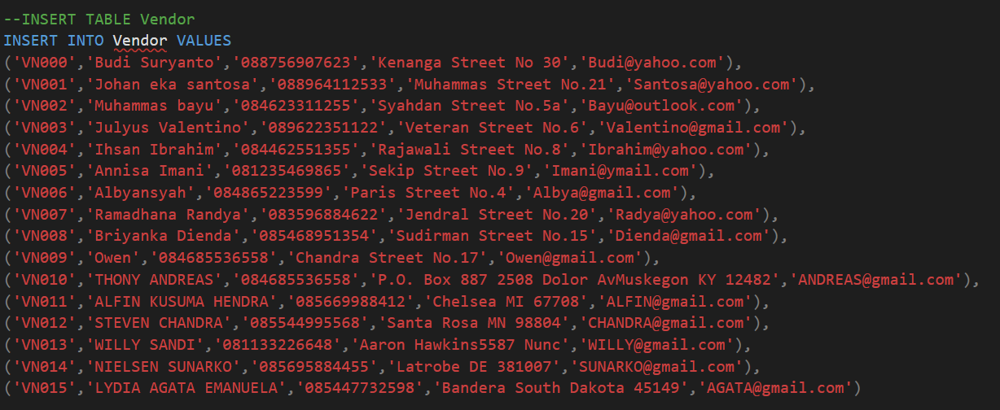 --INSERT TABLE Vendor
INSERT INTO Vendor VALUES
('VN000','Budi Suryanto','088756907623','Kenanga Street No 30','Budi@yahoo.com'),
('VN001','Johan eka santosa','088964112533','Muhammas Street No.21','Santosa@yahoo.com'),
('VN002','Muhammas bayu','084623311255','Syahdan Street No.5a','Bayu@outlook.com'),
('VN003','Julyus Valentino','089622351122','Veteran Street No.6','Valentino@gmail.com'),
('VN004','Ihsan Ibrahim','084462551355','Rajawali Street No.8','Ibrahim@yahoo.com'),
('VN005','Annisa Imani','081235469865','Sekip Street No.9','Imani@ymail.com'),
('VN006','Albyansyah','084865223599','Paris Street No.4','Albya@gmail.com'),
('VN007','Ramadhana Randya','083596884622','Jendral Street No.20','Radya@yahoo.com'),
('VN008','Briyanka Dienda','085468951354','Sudirman Street No.15','Dienda@gmail.com'),
('VN009','Owen','084685536558','Chandra Street No.17','Owen@gmail.com'),
('VN010','THONY ANDREAS','084685536558','P.O. Box 887 2508 Dolor AvMuskegon KY 12482','ANDREAS@gmail.com'),
('VN011','ALFIN KUSUMA HENDRA','085669988412','Chelsea MI 67708','ALFIN@gmail.com'),
('VN012','STEVEN CHANDRA','085544995568','Santa Rosa MN 98804','CHANDRA@gmail.com'),
('VN013','WILLY SANDI','081133226648','Aaron Hawkins5587 Nunc','WILLY@gmail.com'),
('VN014','NIELSEN SUNARKO','085695884455','Latrobe DE 381007','SUNARKO@gmail.com'),
('VN015','LYDIA AGATA EMANUELA','085447732598','Bandera South Dakota 45149','AGATA@gmail.com')